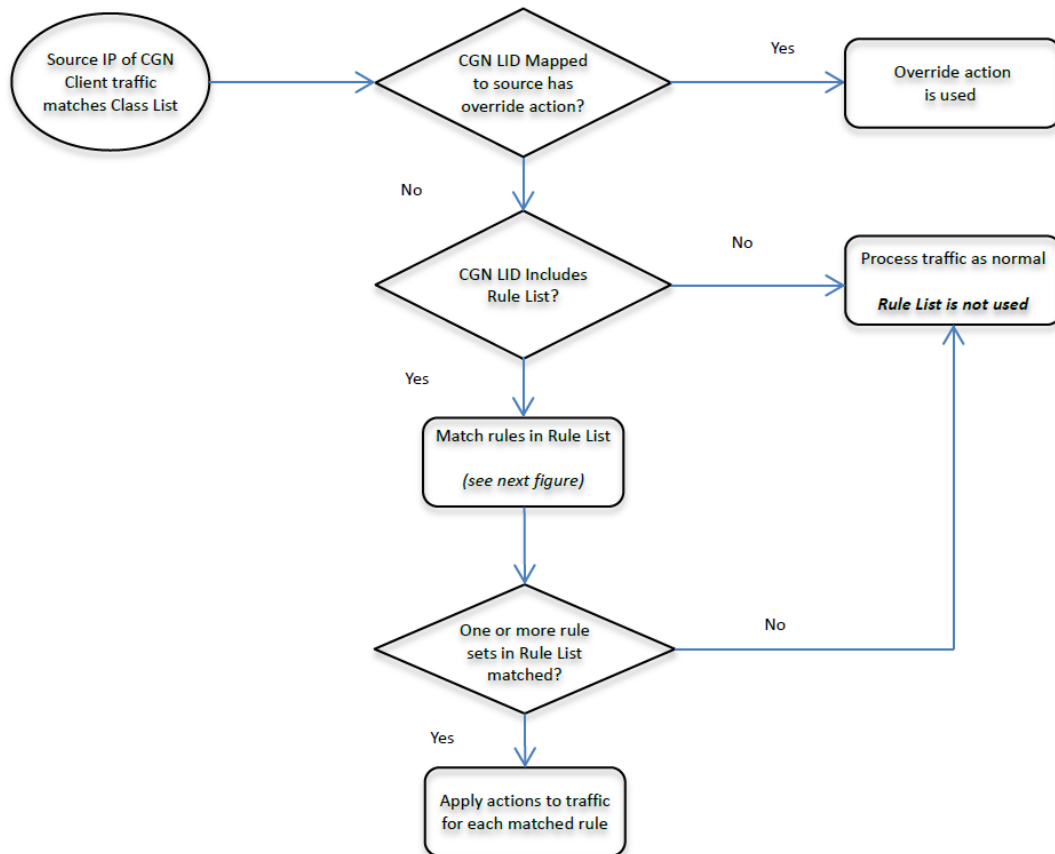 Source IP of CGN
Client traffic
matches Class List
CGN LID Mapped
to source has
override action?
Yes
Override action
is used
No
CGN LID Includes
Rule List?
No
Process traffic as normal
Rule List is not used
Yes
Match rules in Rule List
(see next figure)
One or more rule
sets in Rule List
matched?
No
Yes
Apply actions to traffic
for each matched rule